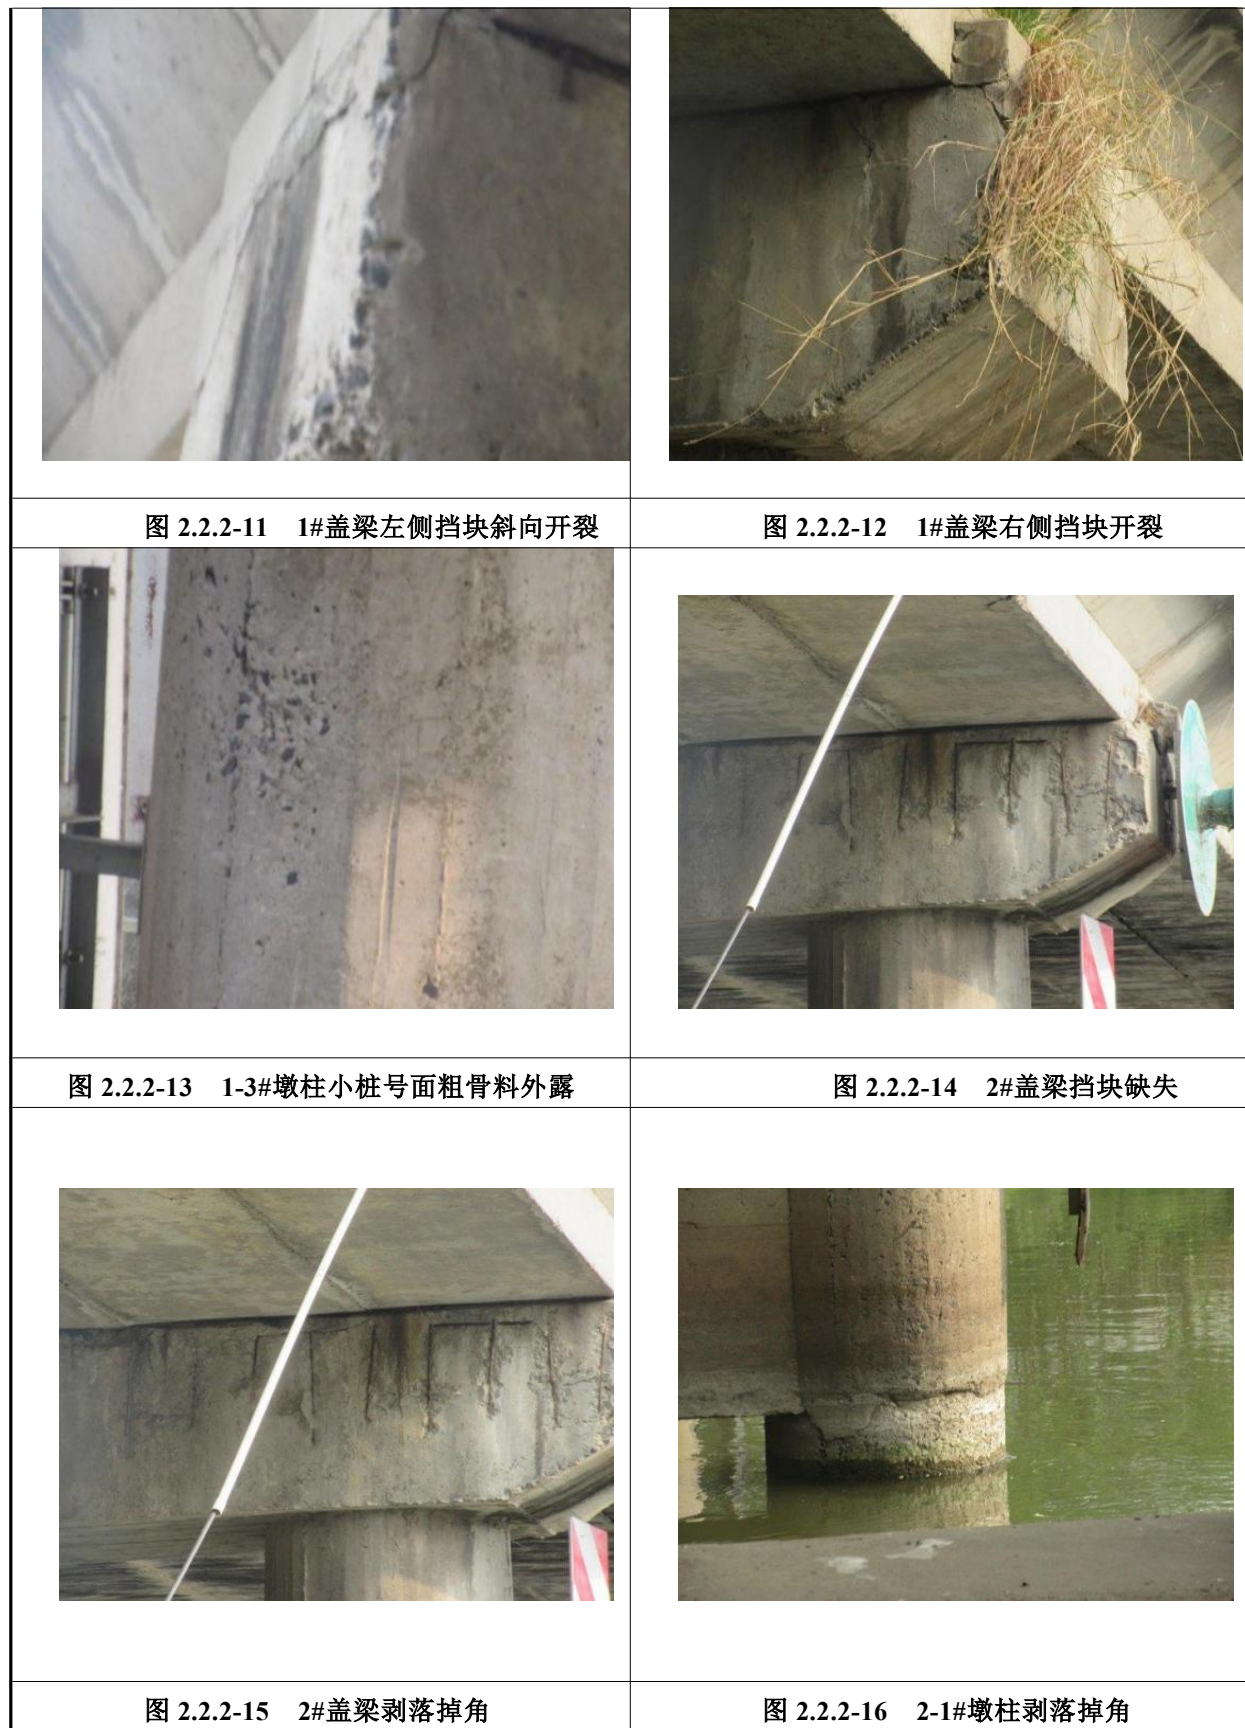 图 2.2.2-11 1#盖梁左侧挡块斜向开裂
图 2.2.2-12 1#盖梁右侧挡块开裂
图 2.2.2-13 1-3#墩柱小桩号面粗骨料外露
图 2.2.2-14 2#盖梁挡块缺失
图 2.2.2-15 2#盖梁剥落掉角
图 2.2.2-16 2-1#墩柱剥落掉角